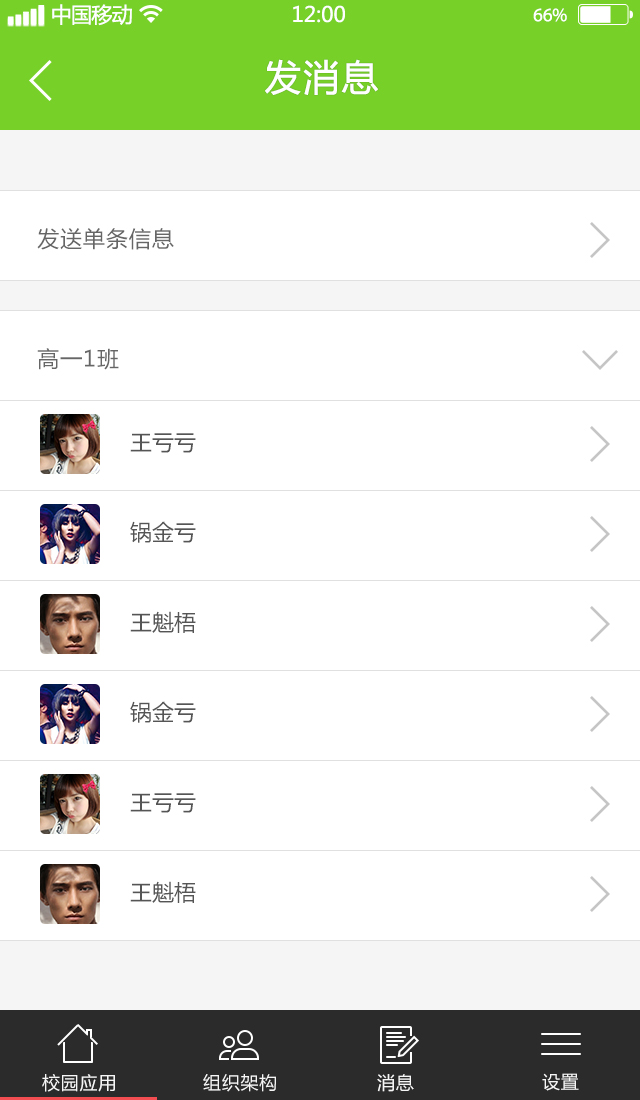 中国移动 12:00 66%
发消息
发送单条信息
高一1班
王亏亏
锅金亏
王魁梧
锅金亏
王亏亏
王魁梧
校园应用 组织架构 消息 设置